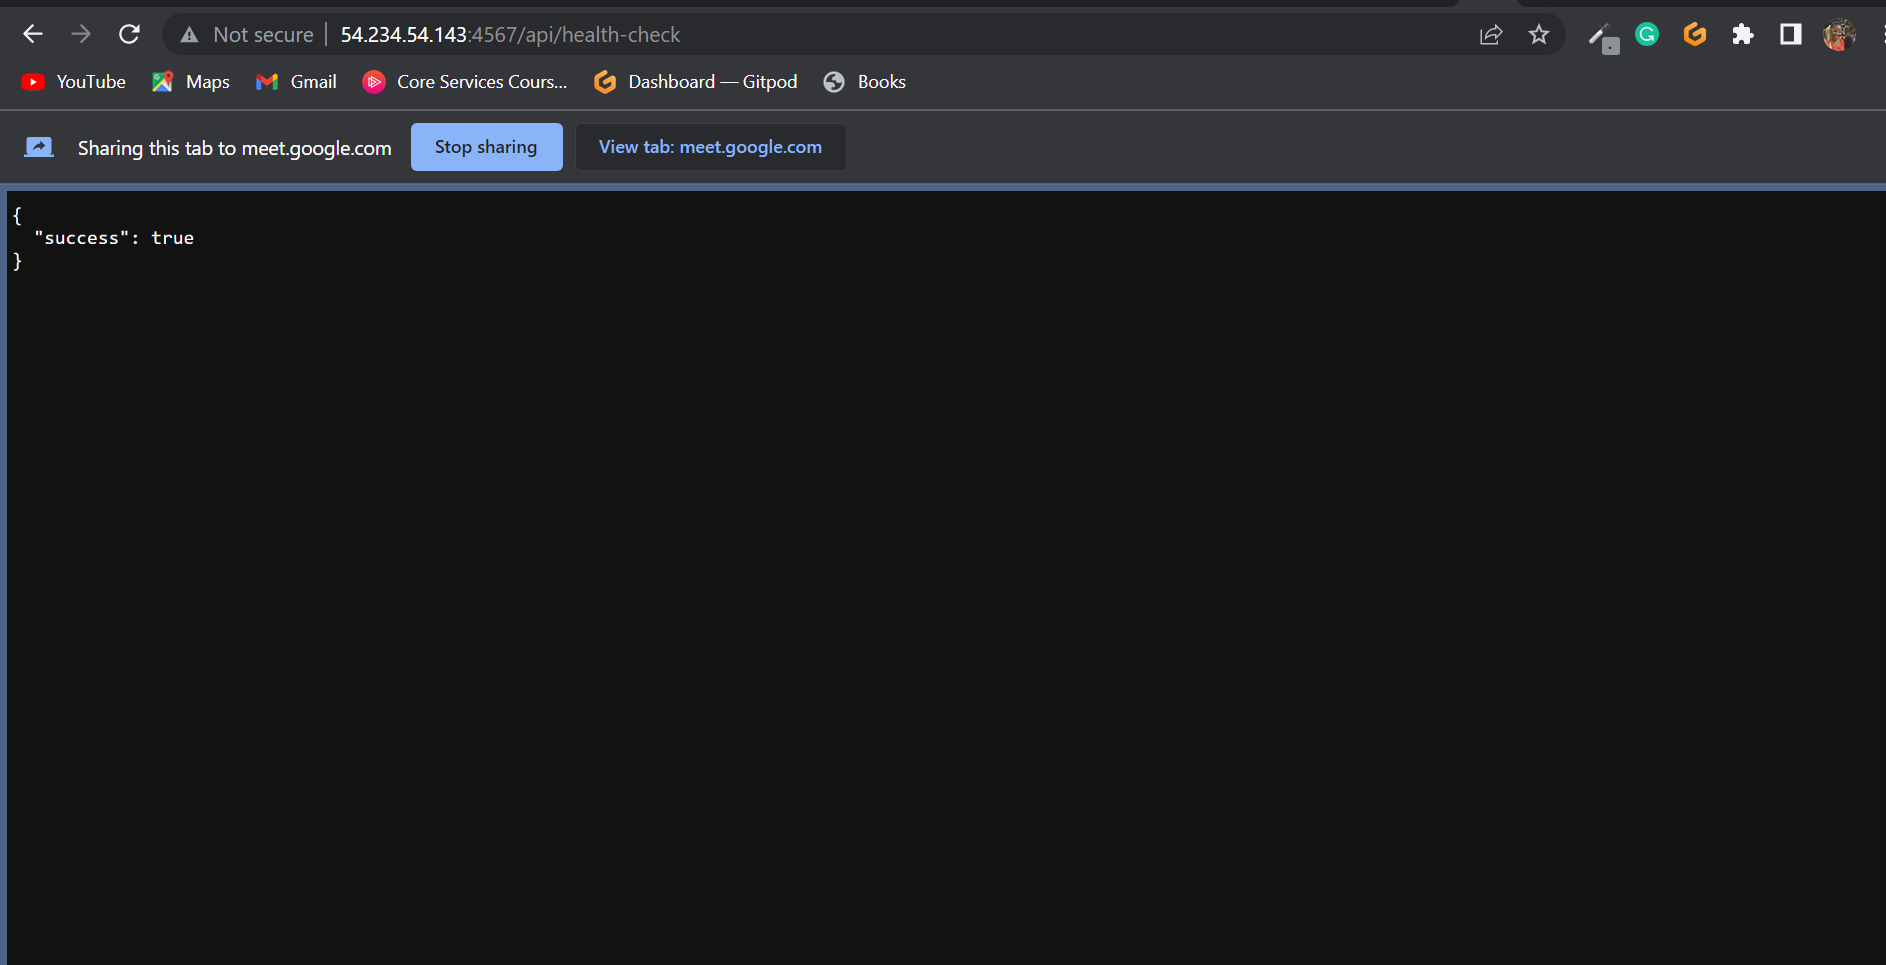 Not secure 54.234.54.143:4567/api/health-check
YouTube Maps Gmail Core Services Cours... Dashboard — Gitpod Books
Sharing this tab to meet.google.com Stop sharing View tab: meet.google.com
{
"success": true
}